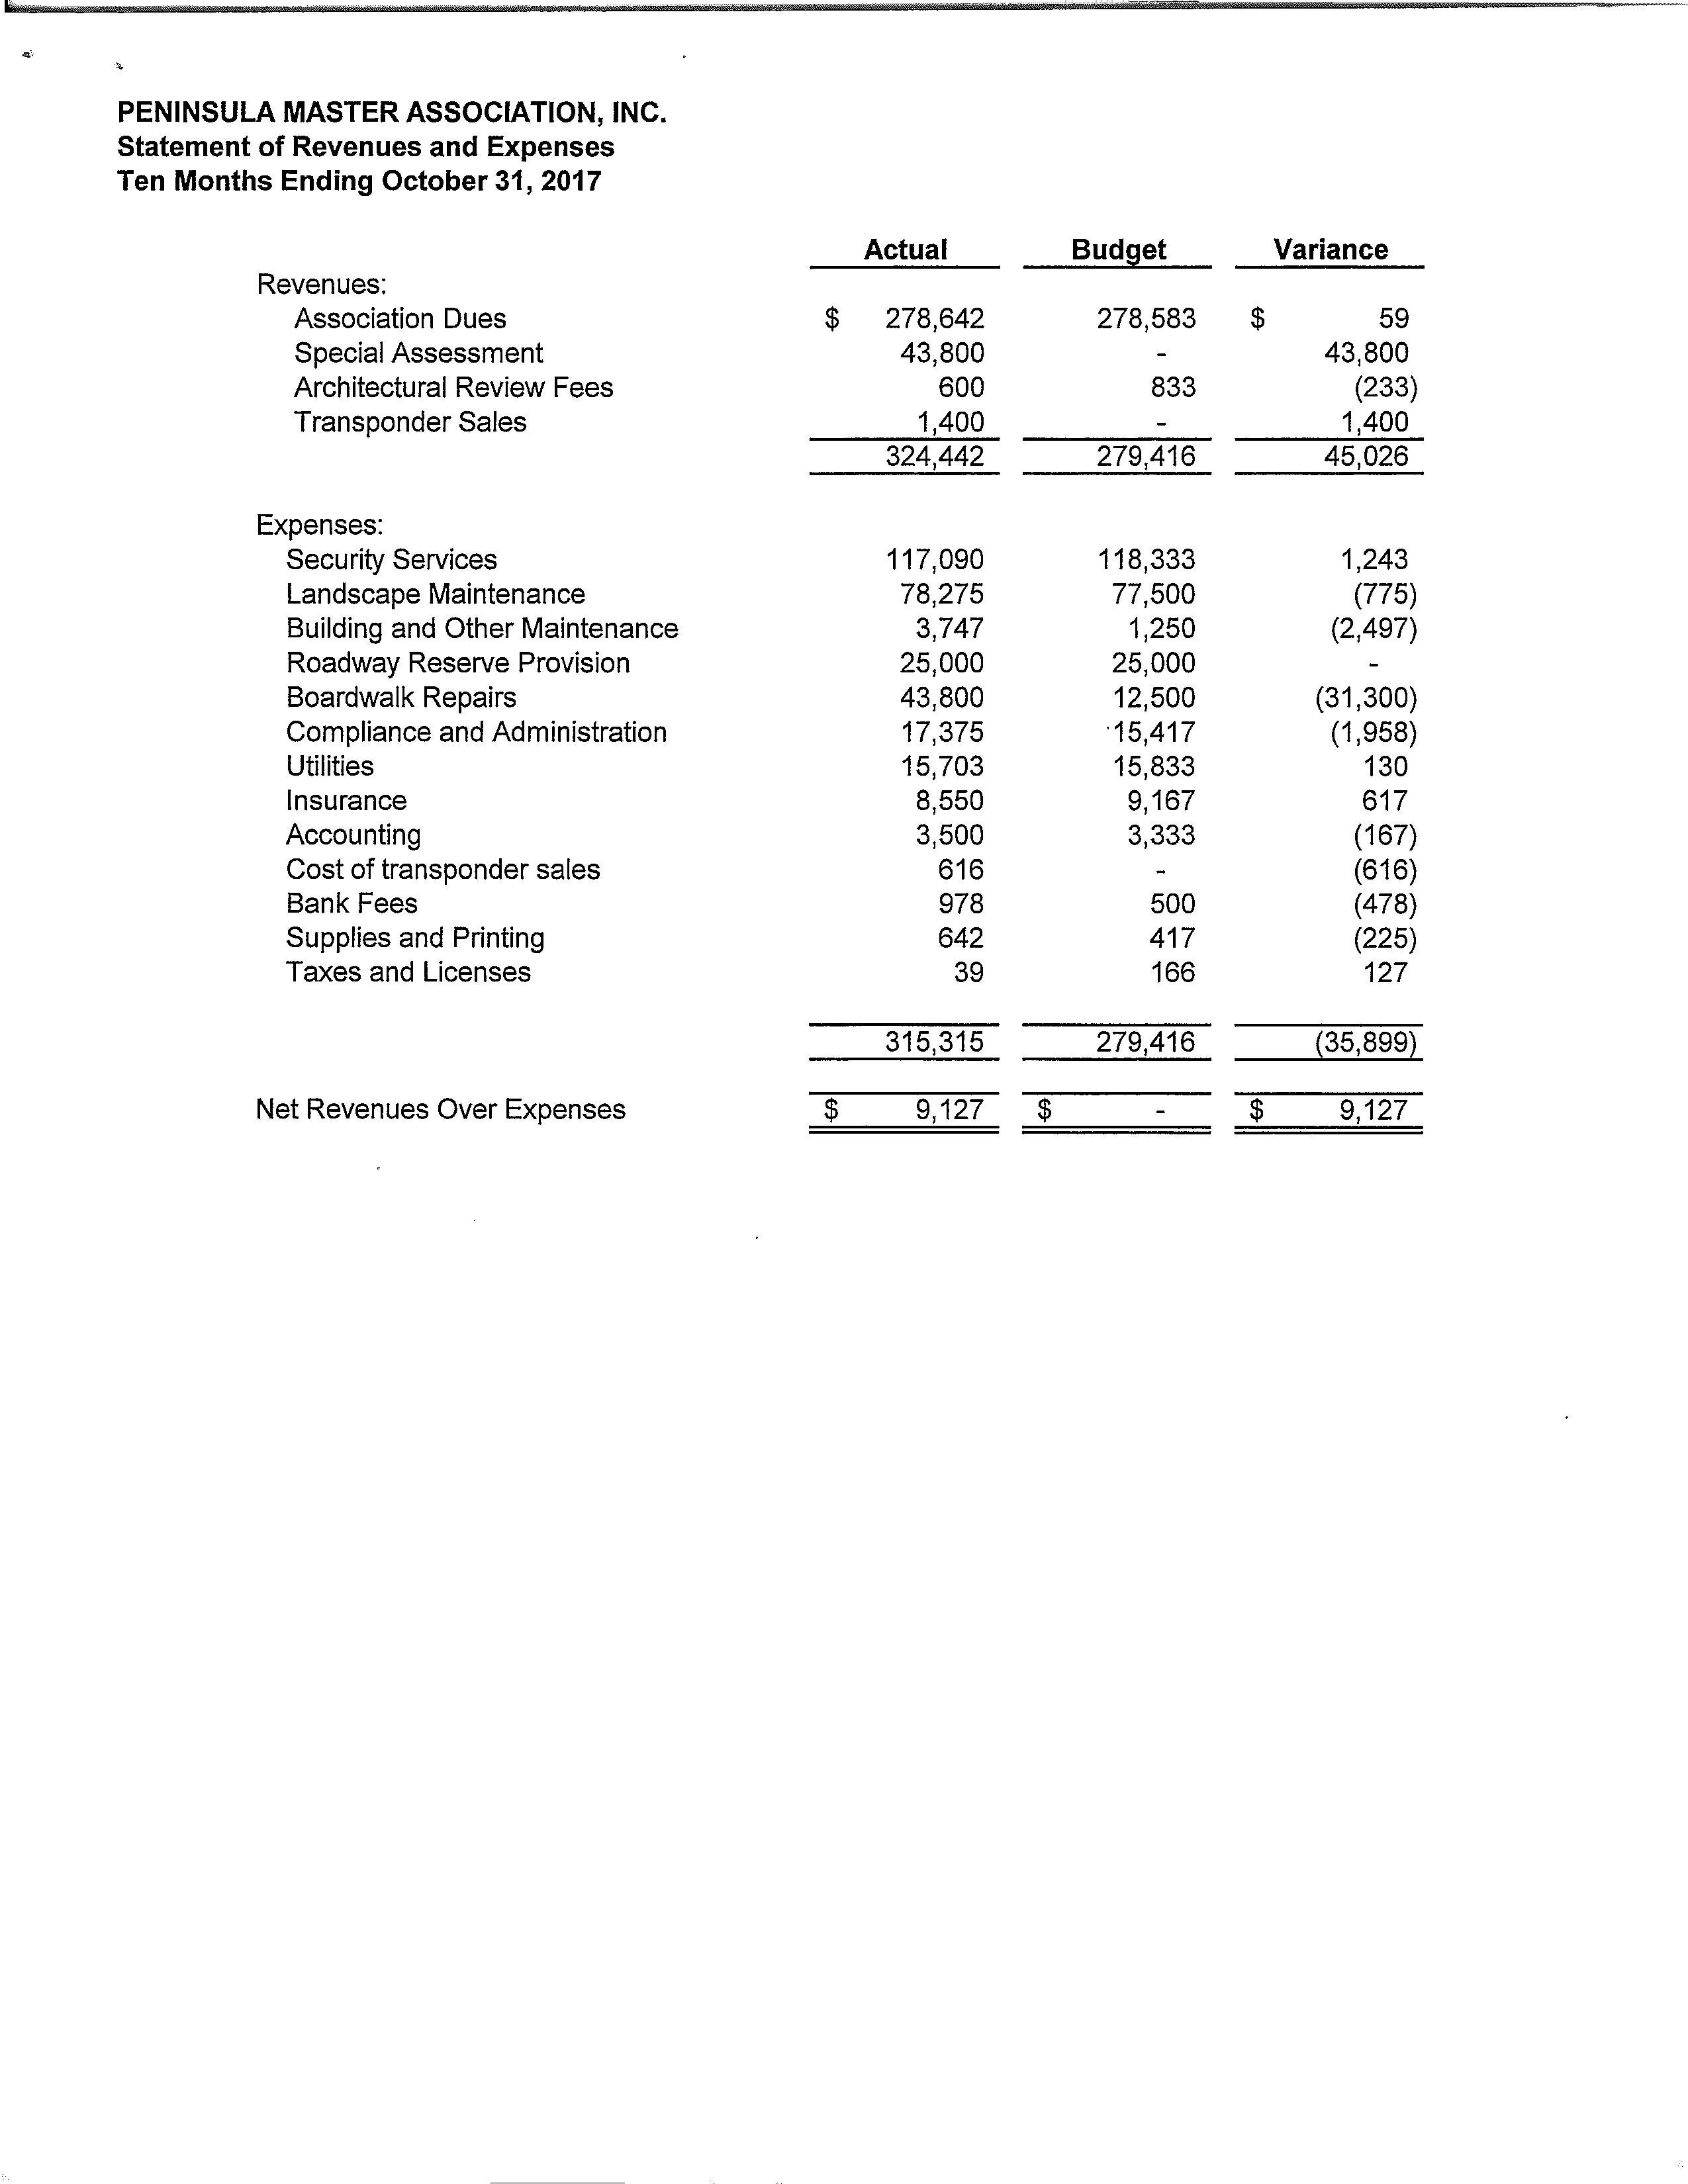 PENINSULA MASTER ASSOCIATION, INC.
Statement of Revenues and Expenses
Ten Months Ending October 31, 2017
Actual Budget Variance
Revenues:
Association Dues $ 278,642 278,583 $ 59
Special Assessment 43,800 - 43,800
Architectural Review Fees 600 833 (233)
Transponder Sales 1,400 - 1,400
324,442 279,416 45,026
Expenses:
Security Services 117,090 118,333 1,243
Landscape Maintenance 78,275 77,500 (775)
Building and Other Maintenance 3,747 1,250 (2,497)
Roadway Reserve Provision 25,000 25,000 -
Boardwalk Repairs 43,800 12,500 (31,300)
Compliance and Administration 17,375 15,417 (1,958)
Utilities 15,703 15,833 130
Insurance 8,550 9,167 617
Accounting 3,500 3,333 (167)
Cost of transponder sales 616 - (616)
Bank Fees 978 500 (478)
Supplies and Printing 642 417 (225)
Taxes and Licenses 39 166 127
315,315 279,416 (35,899)
Net Revenues Over Expenses $ 9,127 $ - $ 9,127